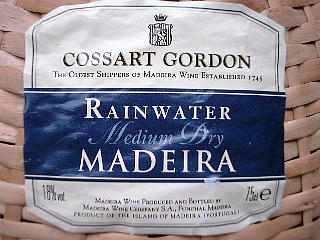 COSSART GORDON
THE OLDEST SHIPPERS OF MADEIRA WINE ESTABLISHED 1745
RAINWATER
Medium Dry
MADEIRA
18% vol.
MADEIRA WINE PRODUCED AND BOTTLED BY
MADEIRA WINE COMPANY S.A., FUNCHAL MADEIRA
PRODUCT OF THE ISLAND OF MADEIRA (PORTUGAL)
75cl e